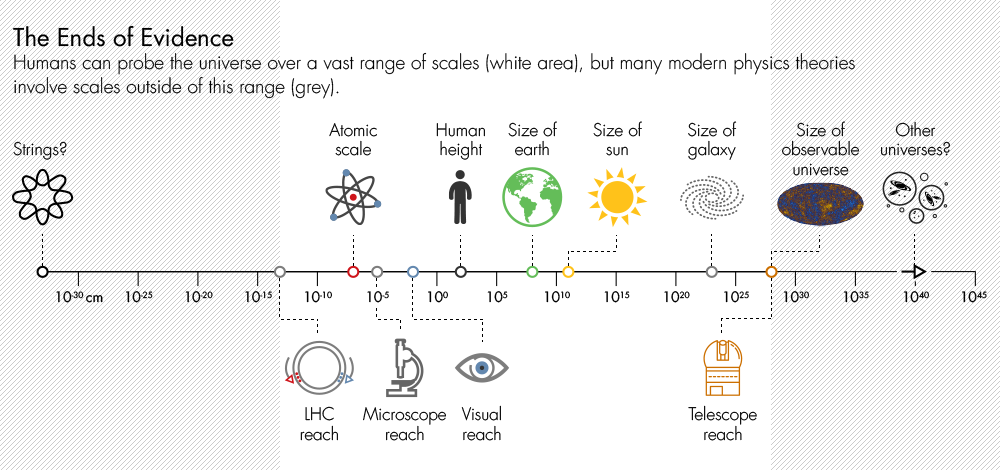 The Ends of Evidence
Humans can probe the universe over a vast range of scales (white area), but many modern physics theories
involve scales outside of this range (grey).
Strings?
Atomic
scale
Human
height
Size of
earth
Size of
sun
Size of
galaxy
Size of
observable
universe
Other
universes?
10⁻³⁰ cm
10⁻²⁵
10⁻²⁰
10⁻¹⁵
10⁻¹⁰
10⁻⁵
10⁰
10⁵
10¹⁰
10¹⁵
10²⁰
10²⁵
10³⁰
10³⁵
10⁴⁰
10⁴⁵
LHC
reach
Microscope
reach
Visual
reach
Telescope
reach